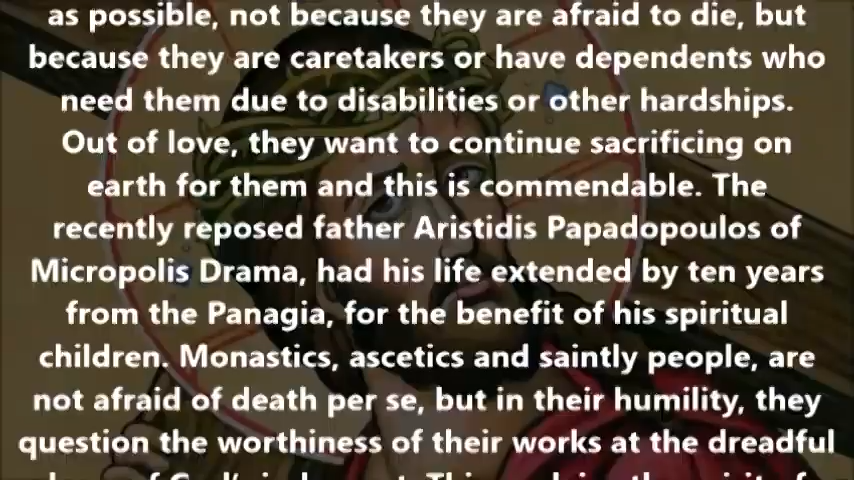 as possible, not because they are afraid to die, but
because they are caretakers or have dependents who
need them due to disabilities or other hardships.
Out of love, they want to continue sacrificing on
earth for them and this is commendable. The
recently reposed father Aristidis Papadopoulos of
Micropolis Drama, had his life extended by ten years
from the Panagia, for the benefit of his spiritual
children. Monastics, ascetics and saintly people, are
not afraid of death per se, but in their humility, they
question the worthiness of their works at the dreadful